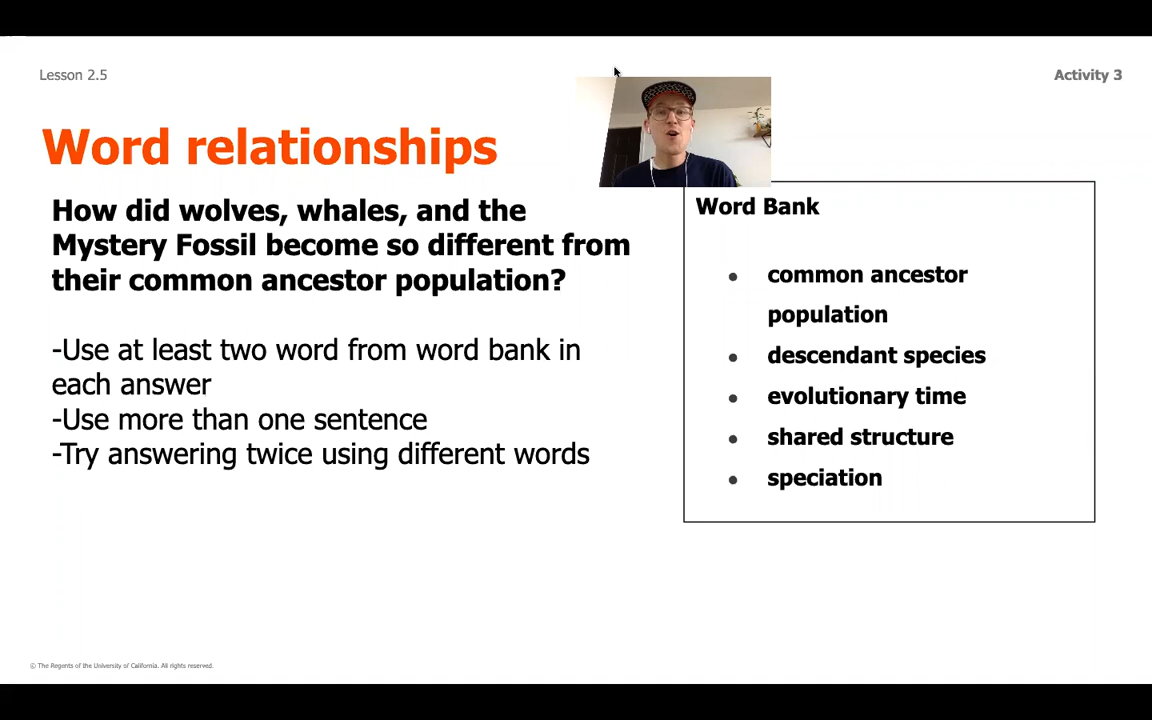 Lesson 2.5
Activity 3
Word relationships
How did wolves, whales, and the
Mystery Fossil become so different from
their common ancestor population?
-Use at least two word from word bank in
each answer
-Use more than one sentence
-Try answering twice using different words
Word Bank
● common ancestor
population
● descendant species
● evolutionary time
● shared structure
● speciation
© The Regents of the University of California. All rights reserved.